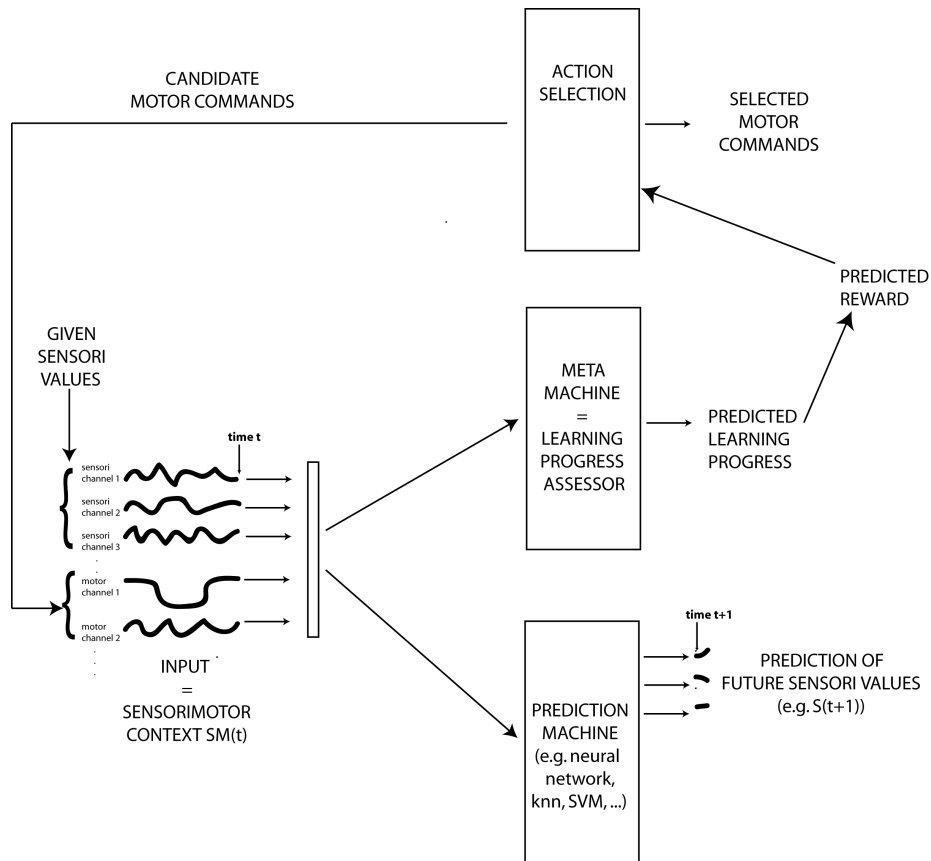 CANDIDATE
MOTOR COMMANDS
ACTION
SELECTION
SELECTED
MOTOR
COMMANDS
PREDICTED
REWARD
GIVEN
SENSORI
VALUES
META
MACHINE
=
LEARNING
PROGRESS
ASSESSOR
PREDICTED
LEARNING
PROGRESS
time t
sensori
channel 1
sensori
channel 2
sensori
channel 3
motor
channel 1
motor
channel 2
INPUT
=
SENSORIMOTOR
CONTEXT SM(t)
PREDICTION
MACHINE
(e.g. neural
network,
knn, SVM, ...)
time t+1
PREDICTION OF
FUTURE SENSORI VALUES
(e.g. S(t+1))